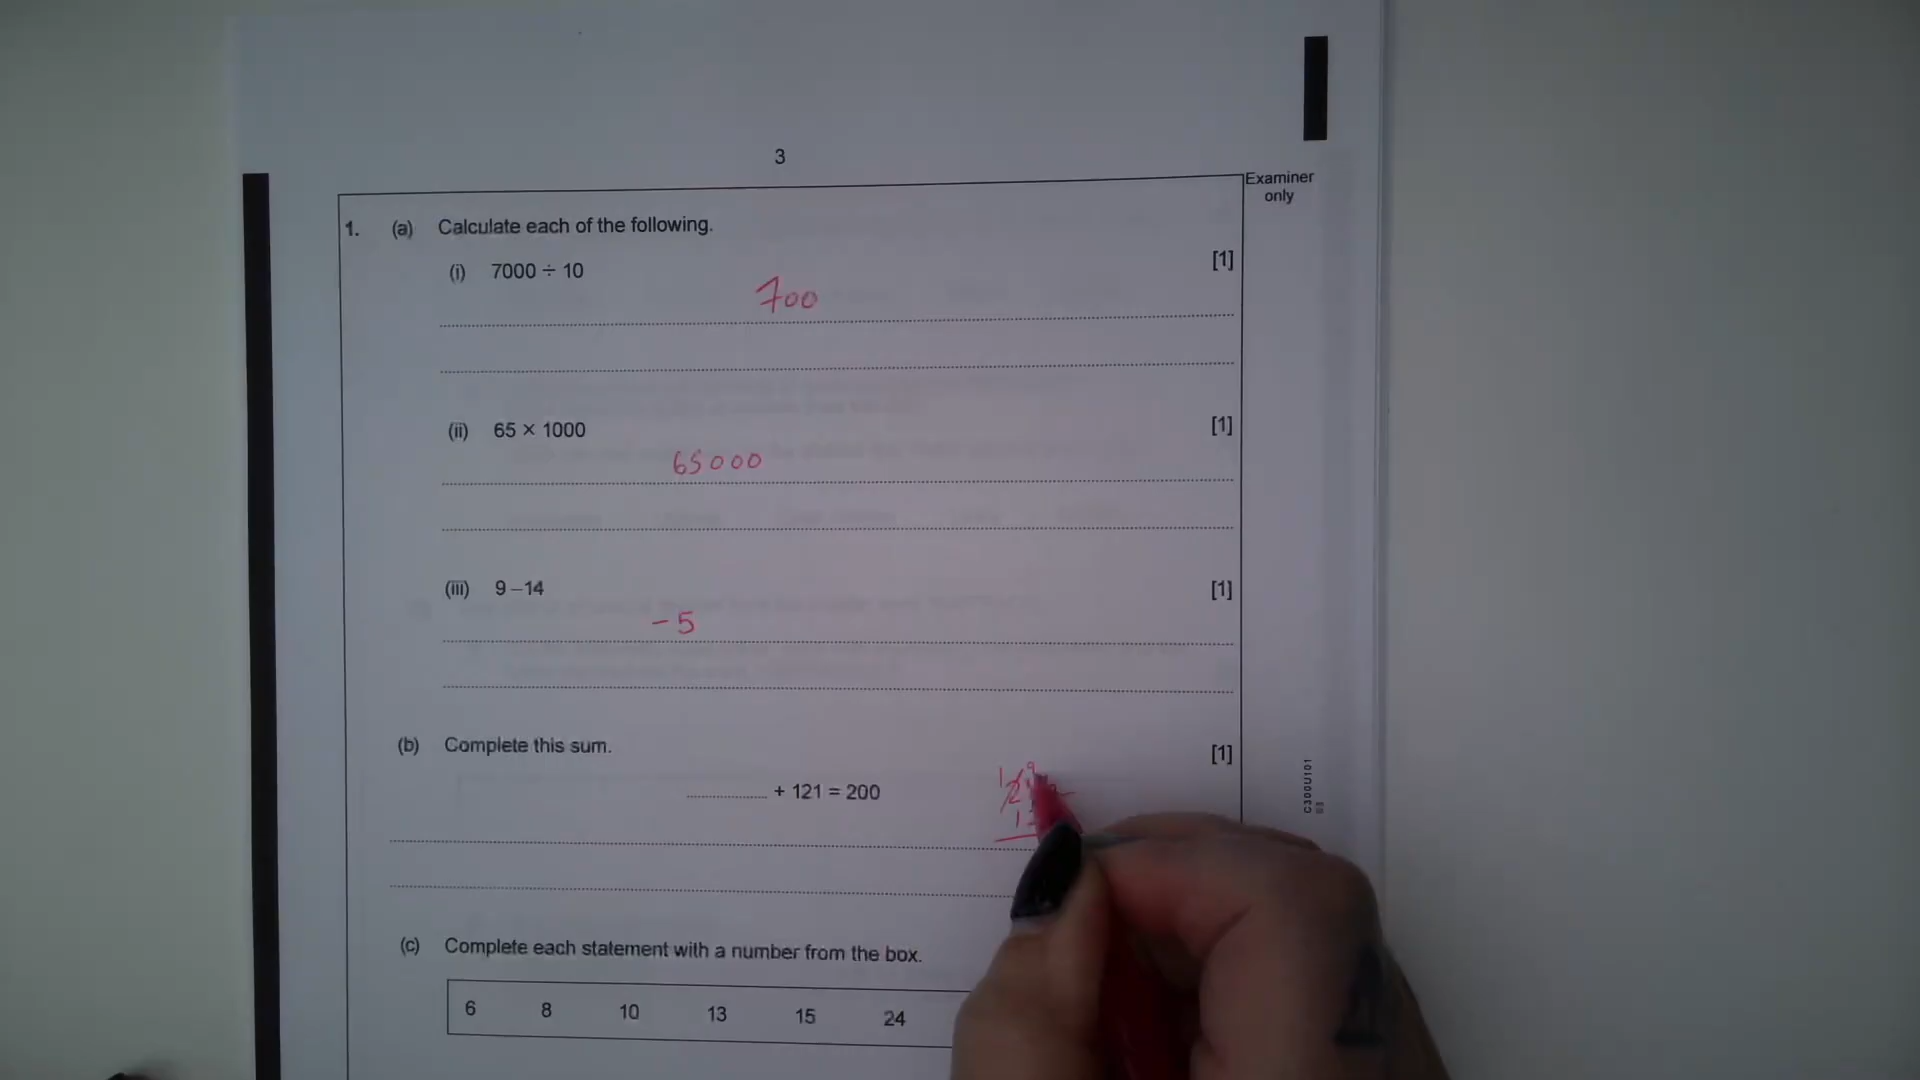 3
Examiner
only
1. (a) Calculate each of the following.
(i) 7000 ÷ 10 [1]
700
(ii) 65 × 1000 [1]
65000
(iii) 9 –14 [1]
-5
(b) Complete this sum. [1]
.................. + 121 = 200
C300U101
03
(c) Complete each statement with a number from the box.
6 8 10 13 15 24